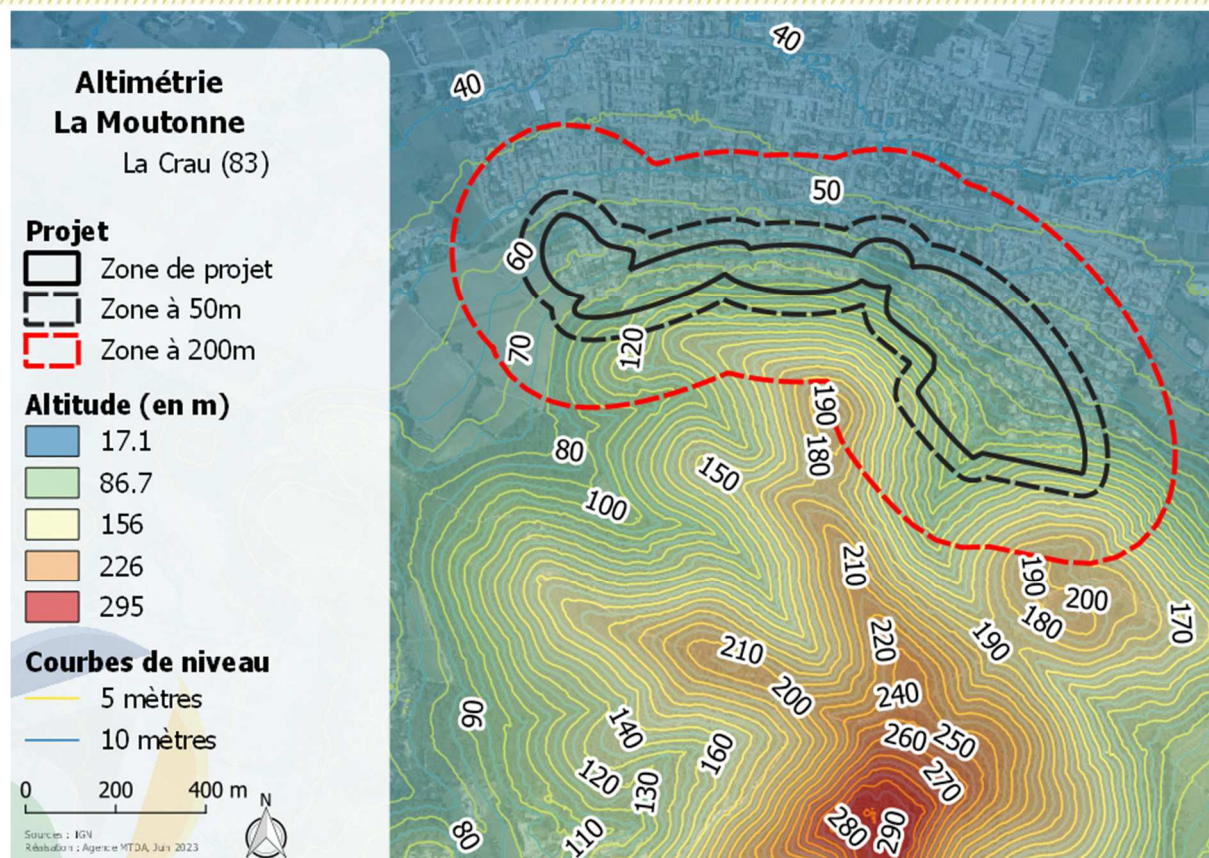 Altimétrie
La Moutonne
La Crau (83)
Projet
Zone de projet
Zone à 50m
Zone à 200m
Altitude (en m)
17.1
86.7
156
226
295
Courbes de niveau
5 mètres
10 mètres
0 200 400 m
N
Sources : IGN
Réalisation : Agence MTDA, Juin 2023
40
40
50
60
70
120
190
180
80
150
100
210
190
200
180
170
220
190
210
200
240
90
140
160
260
250
120
130
270
80
110
280
290